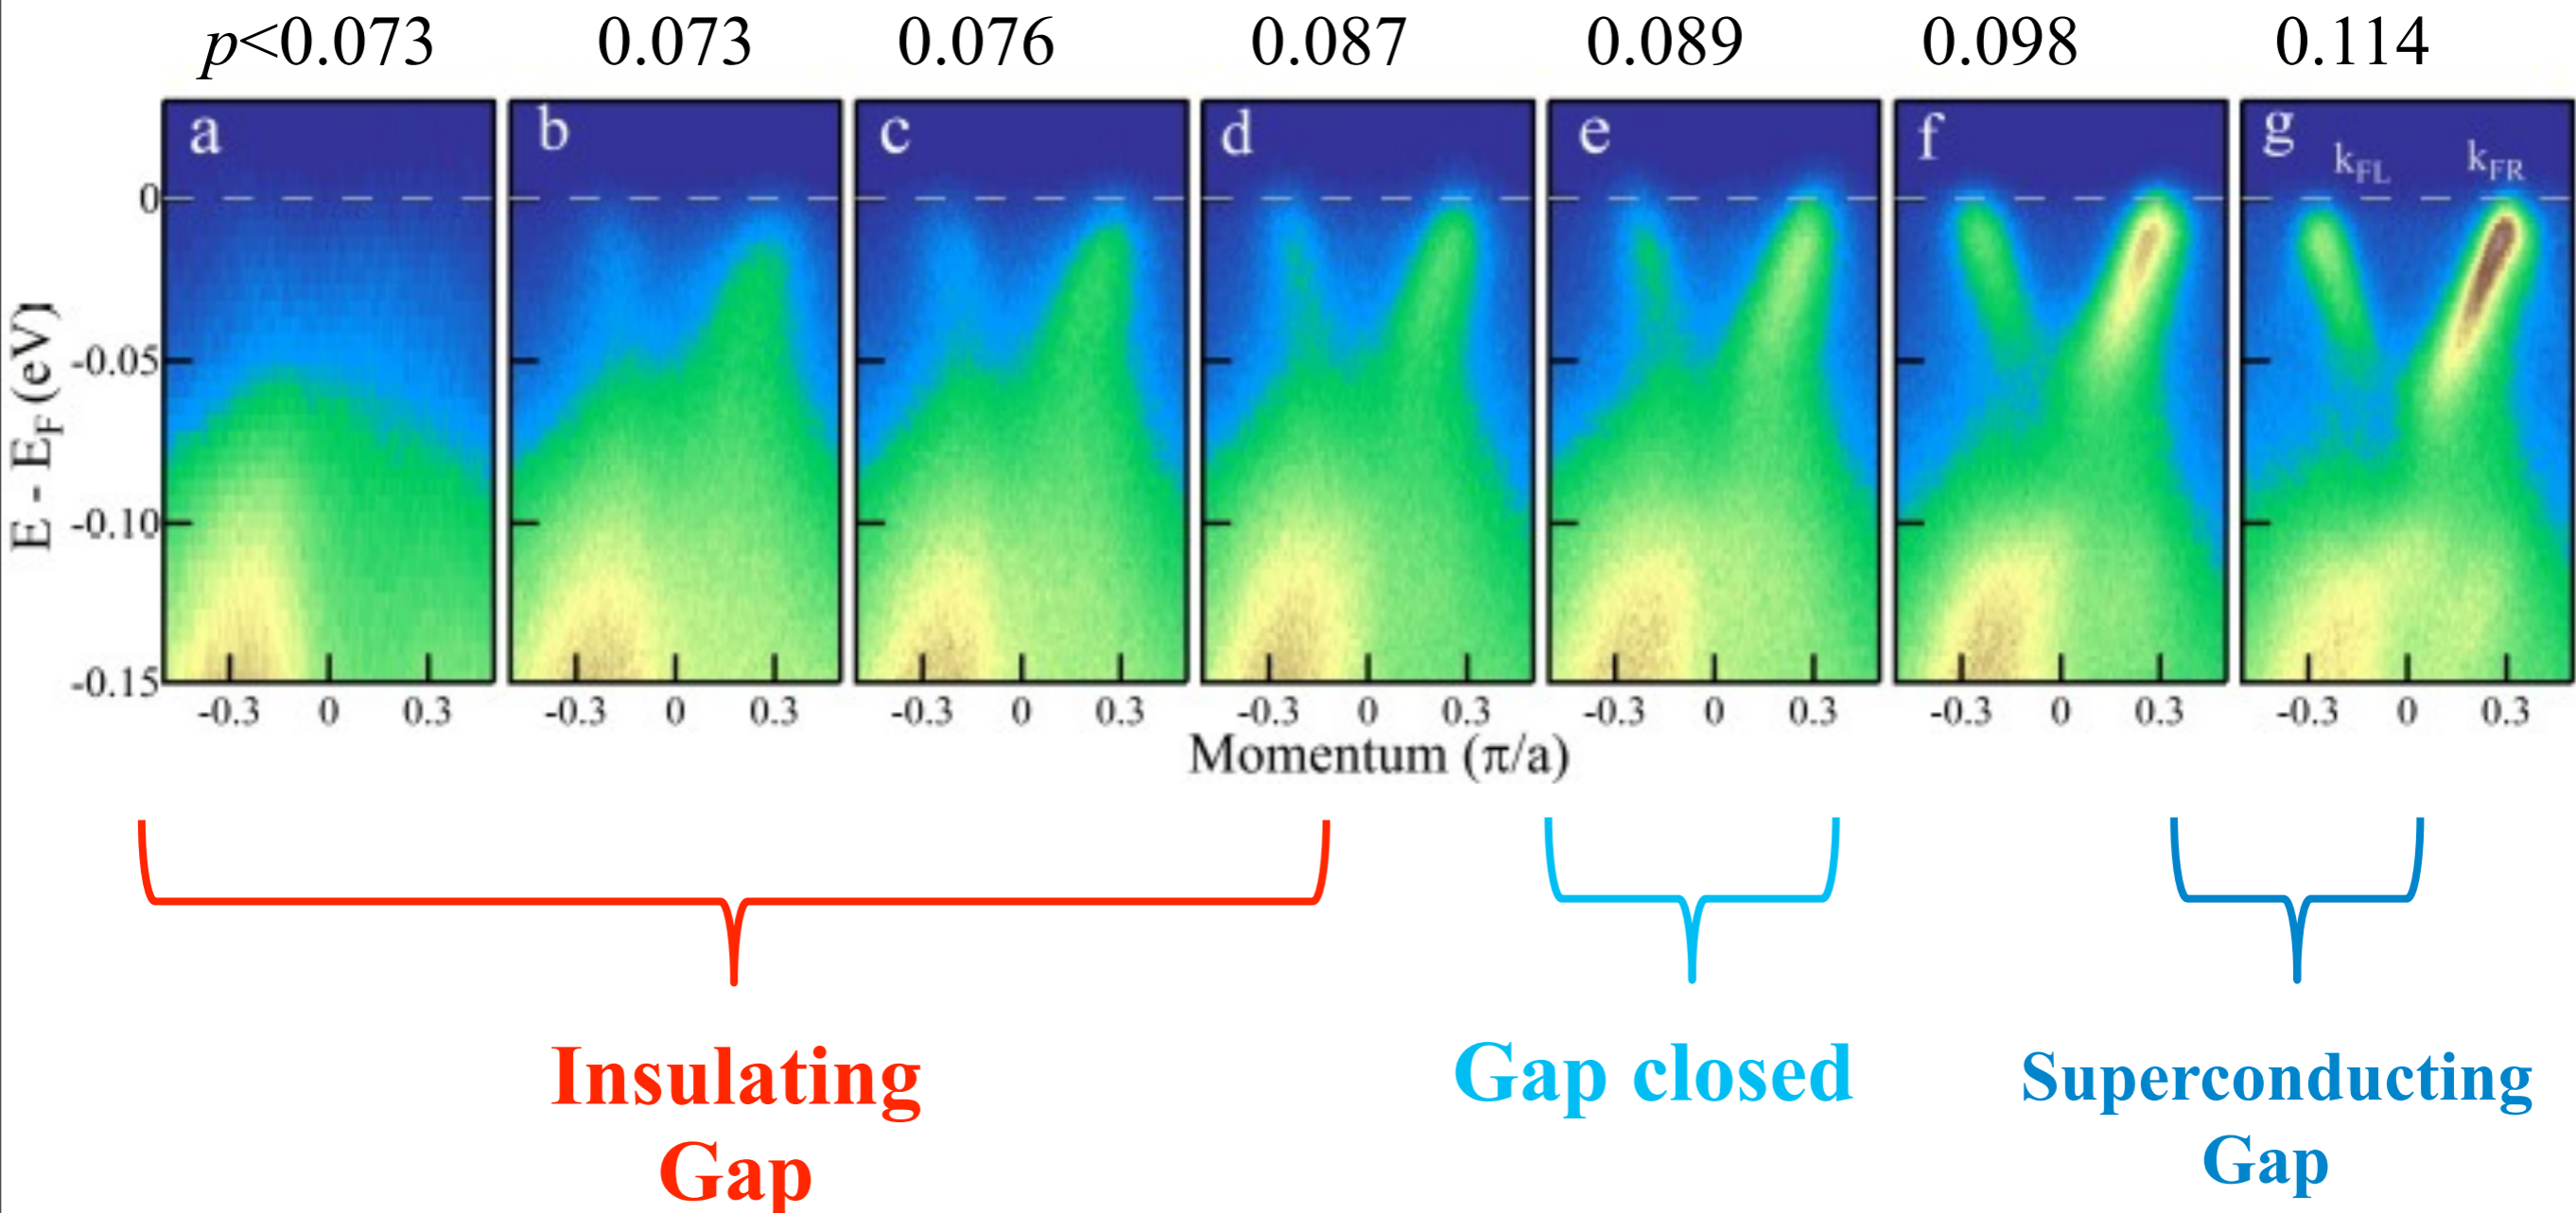 p<0.073 0.073 0.076 0.087 0.089 0.098 0.114
a b c d e f g
k_FL k_FR
E - E_F (eV)
0
-0.05
-0.10
-0.15
-0.3 0 0.3 -0.3 0 0.3 -0.3 0 0.3 -0.3 0 0.3 -0.3 0 0.3 -0.3 0 0.3 -0.3 0 0.3
Momentum (π/a)
Insulating
Gap
Gap closed
Superconducting
Gap